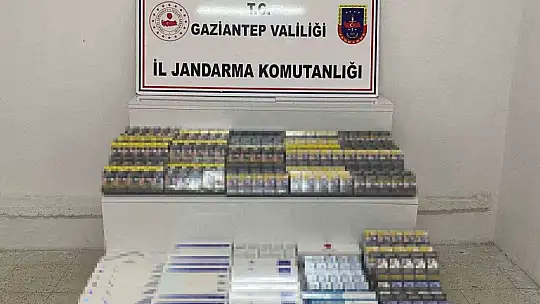 T.C.
GAZİANTEP VALİLİĞİ
İL JANDARMA KOMUTANLIĞI